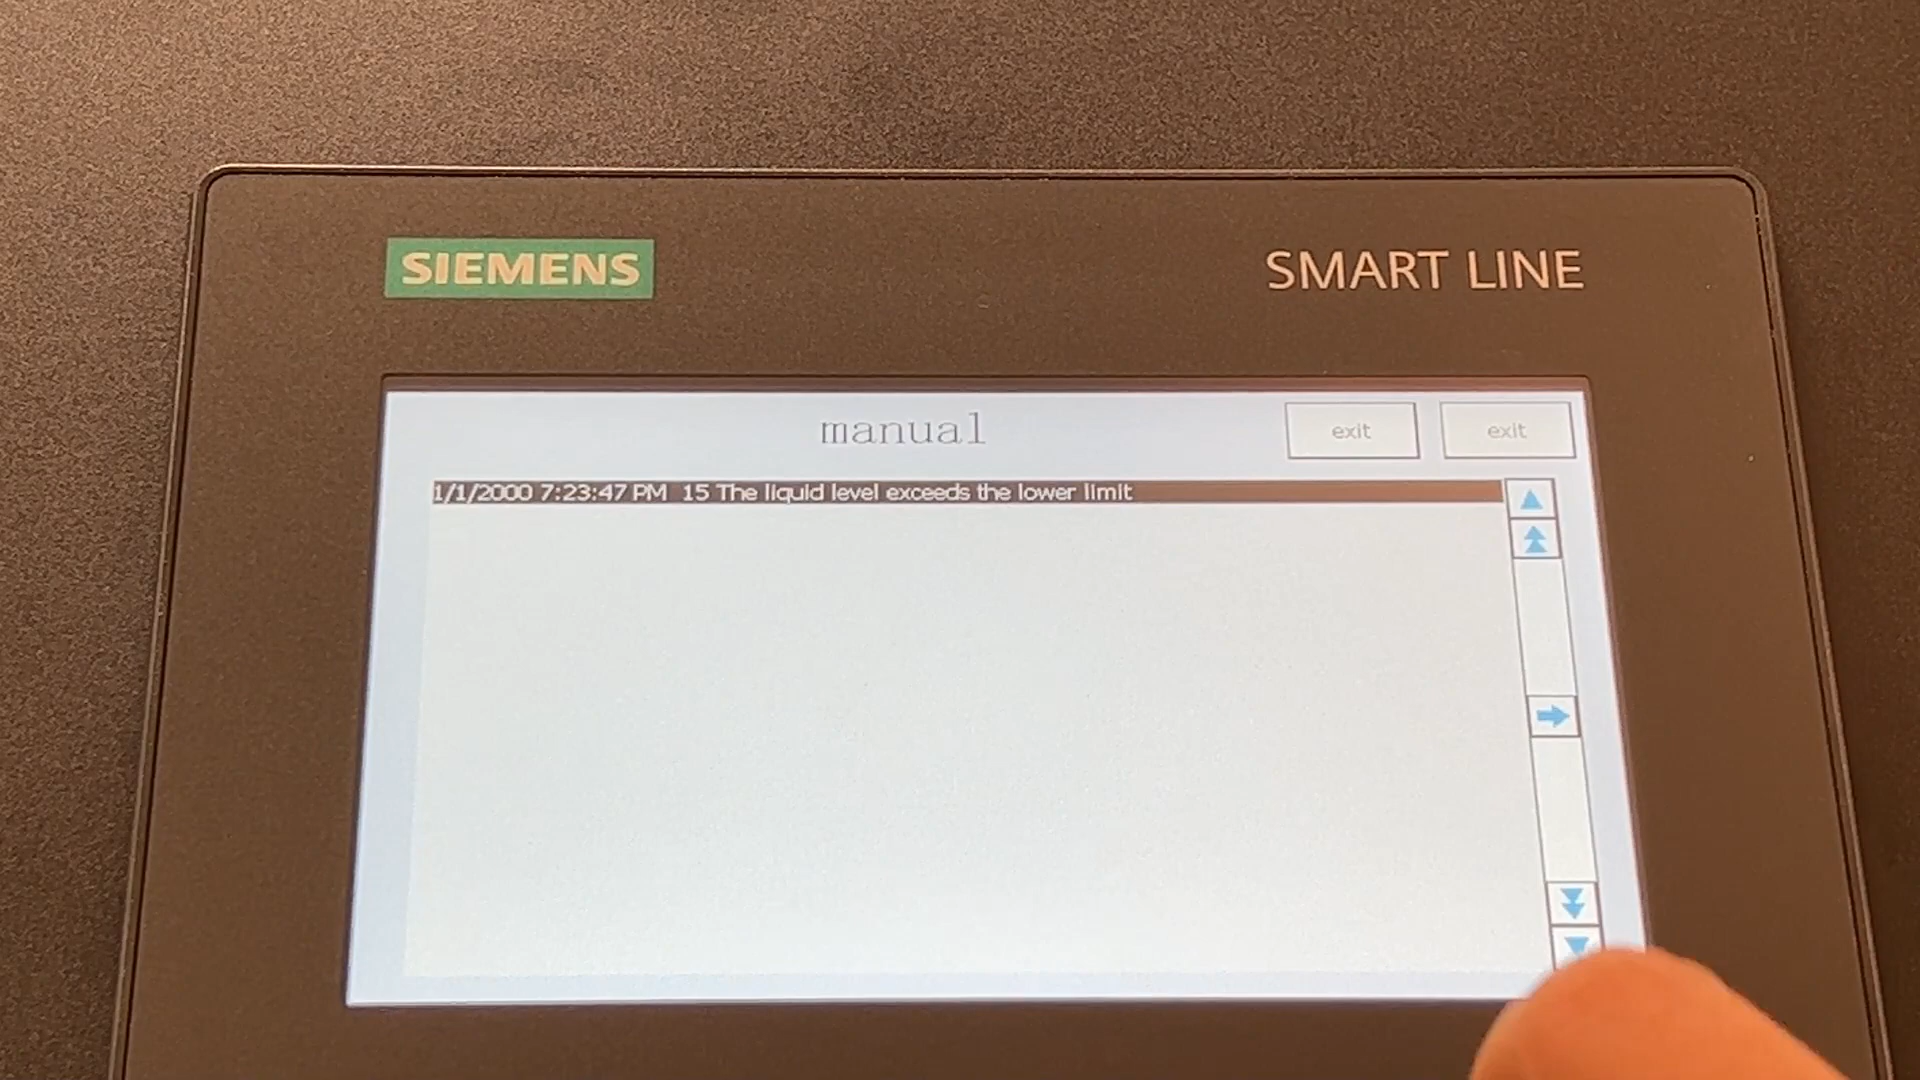 SIEMENS
SMART LINE
manual
exit
exit
1/1/2000 7:23:47 PM 15 The liquid level exceeds the lower limit